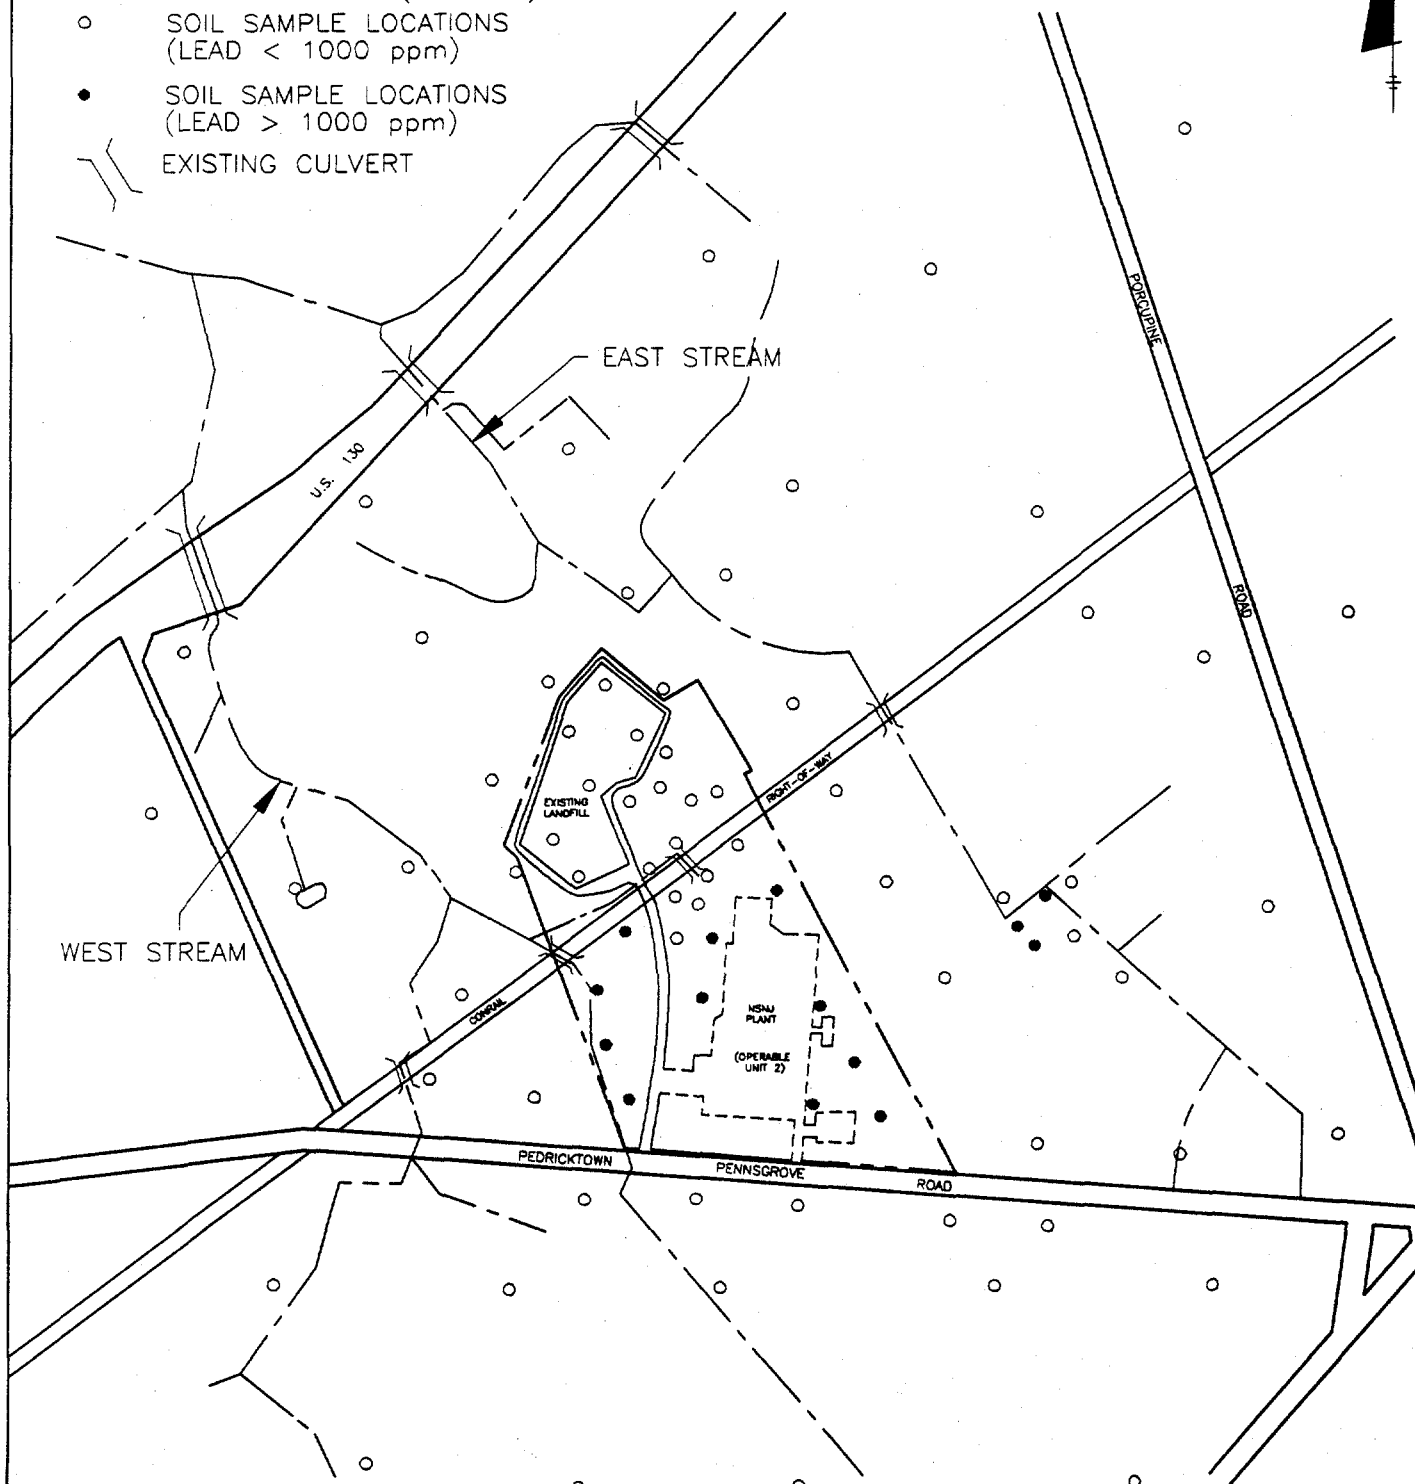 SOIL SAMPLE LOCATIONS
(LEAD < 1000 ppm)
SOIL SAMPLE LOCATIONS
(LEAD > 1000 ppm)
EXISTING CULVERT
PORCUPINE
EAST STREAM
U.S. 130
ROAD
RIGHT-OF-WAY
EXISTING
LANDFILL
WEST STREAM
CONRAIL
NSNJ
PLANT
(OPERABLE
UNIT 2)
PEDRICKTOWN
PENNSGROVE
ROAD